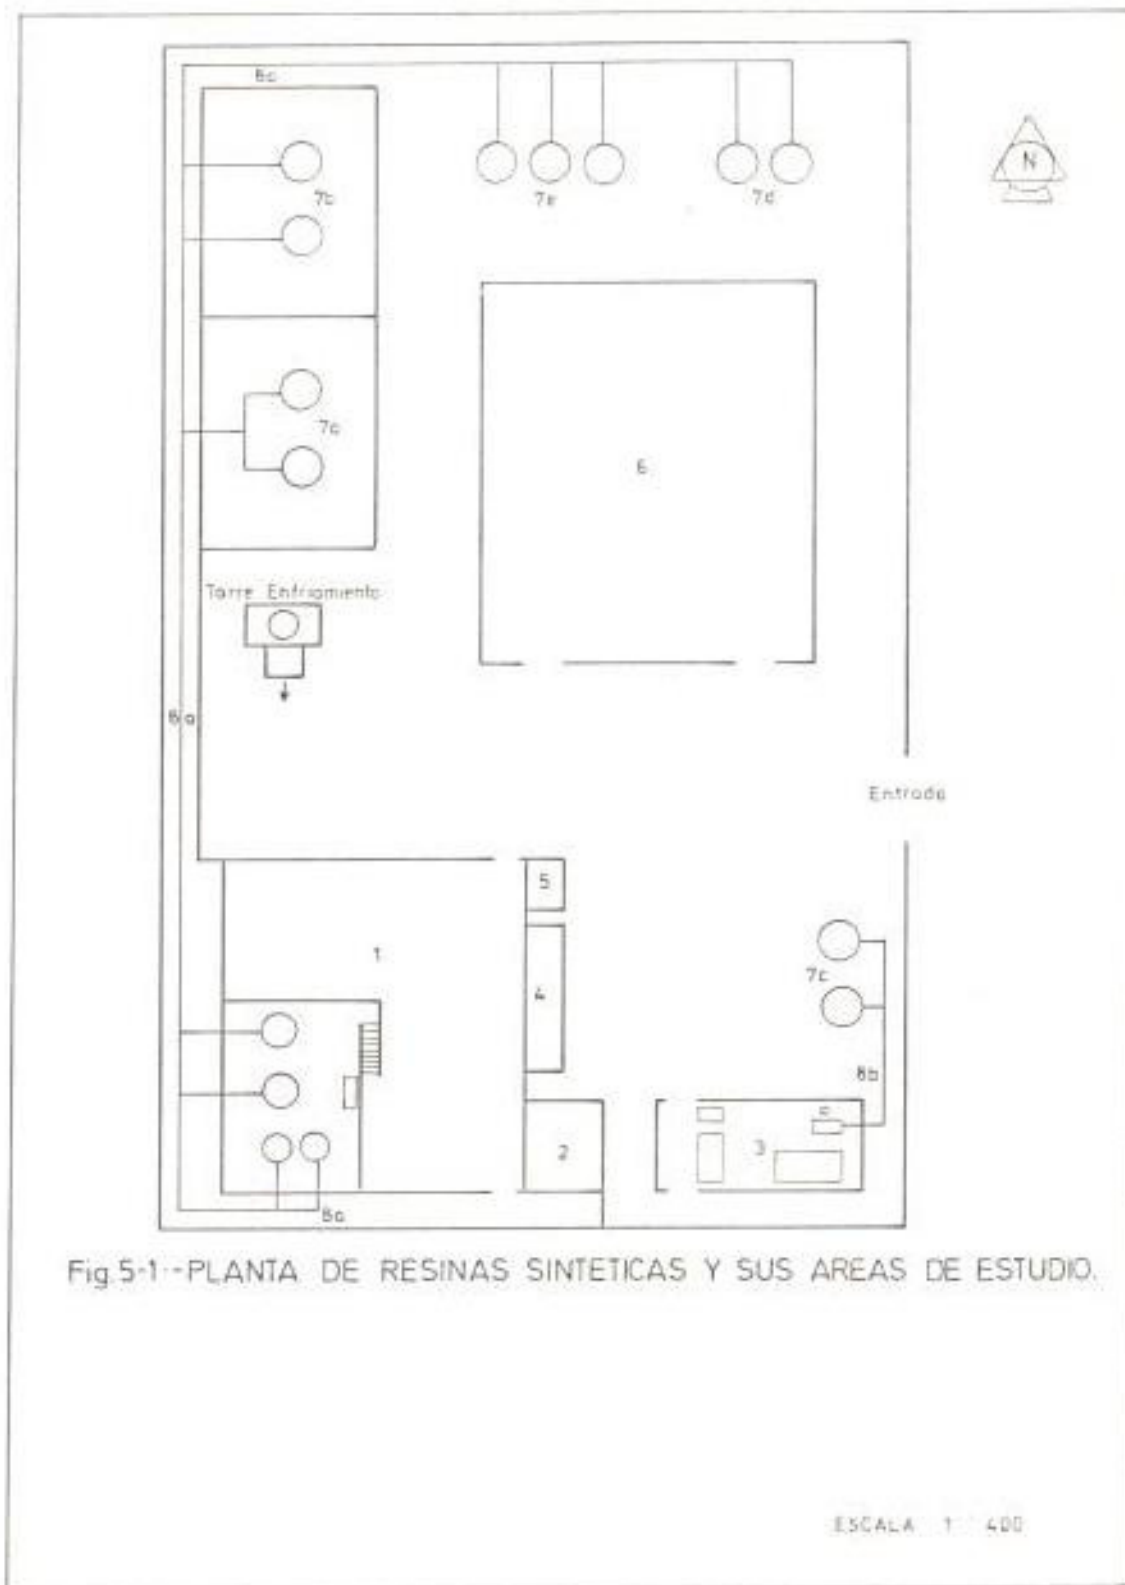 8c
N
7b
7e
7d
7a
6
Torre Enfriamiento
8a
Entrada
5
1
7c
4
8b
2
3
8a
Fig.5-1.-PLANTA DE RESINAS SINTETICAS Y SUS AREAS DE ESTUDIO.
ESCALA 1 400